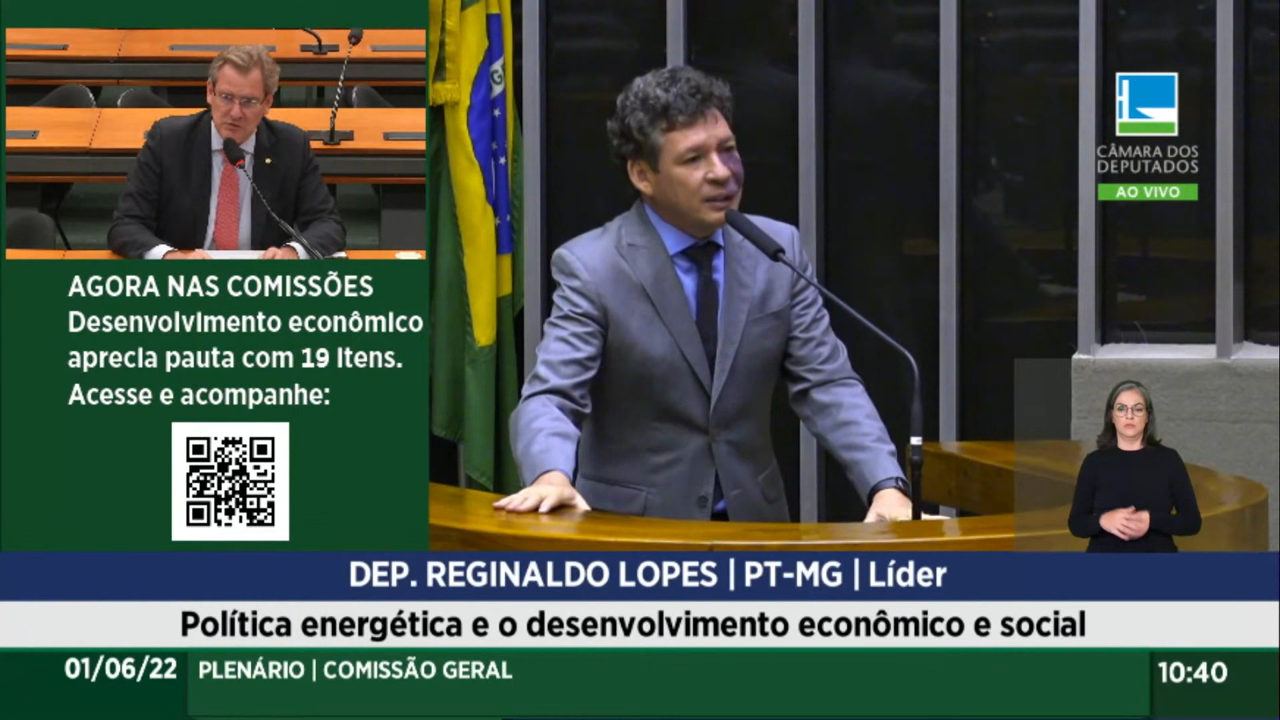 AGORA NAS COMISSÕES
Desenvolvimento econômico
aprecia pauta com 19 itens.
Acesse e acompanhe:
CÂMARA DOS
DEPUTADOS
AO VIVO
DEP. REGINALDO LOPES | PT-MG | Líder
Política energética e o desenvolvimento econômico e social
01/06/22
PLENÁRIO | COMISSÃO GERAL
10:40